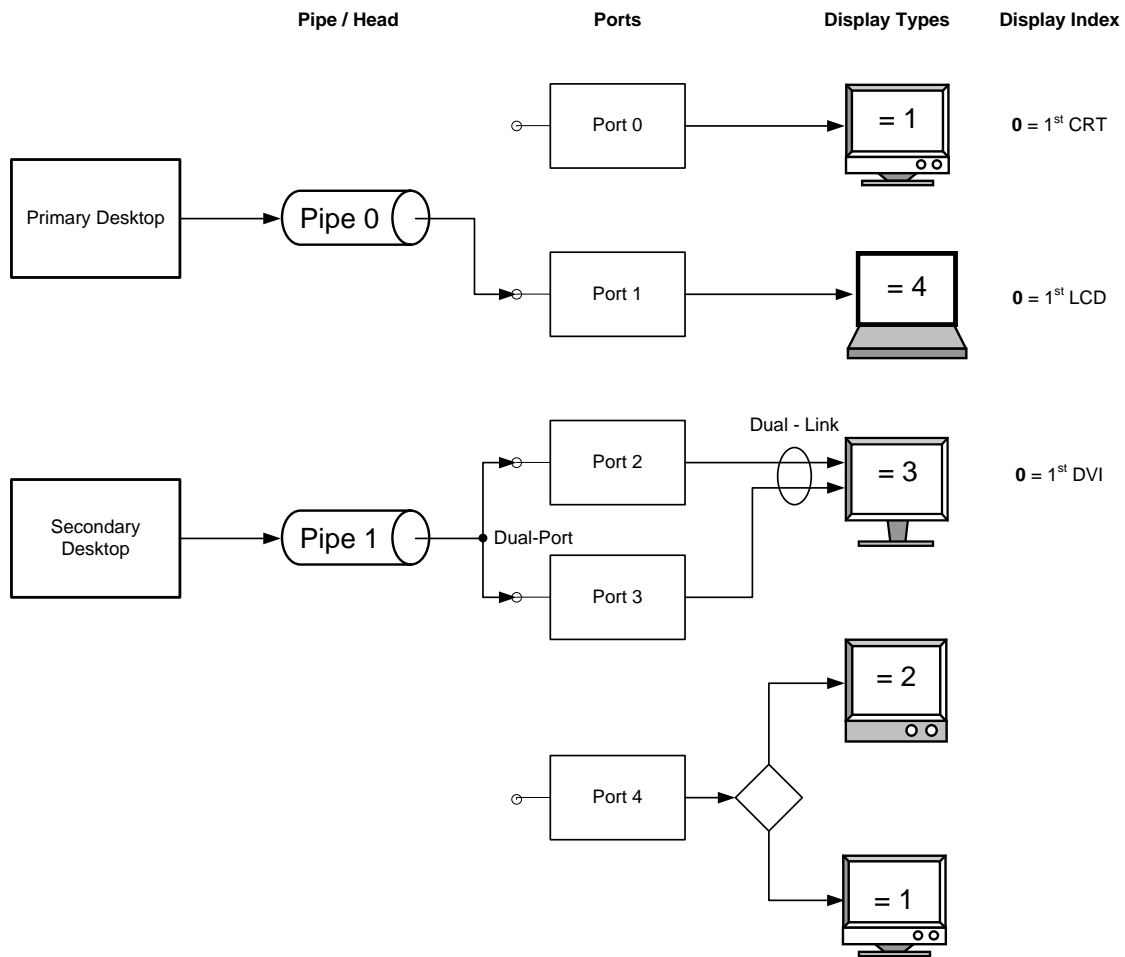 Pipe / Head Ports Display Types Display Index
Port 0
= 1
0 = 1st CRT
Primary Desktop
Pipe 0
Port 1
= 4
0 = 1st LCD
Dual - Link
Port 2
= 3
0 = 1st DVI
Secondary
Desktop
Pipe 1
Dual-Port
Port 3
= 2
Port 4
= 1